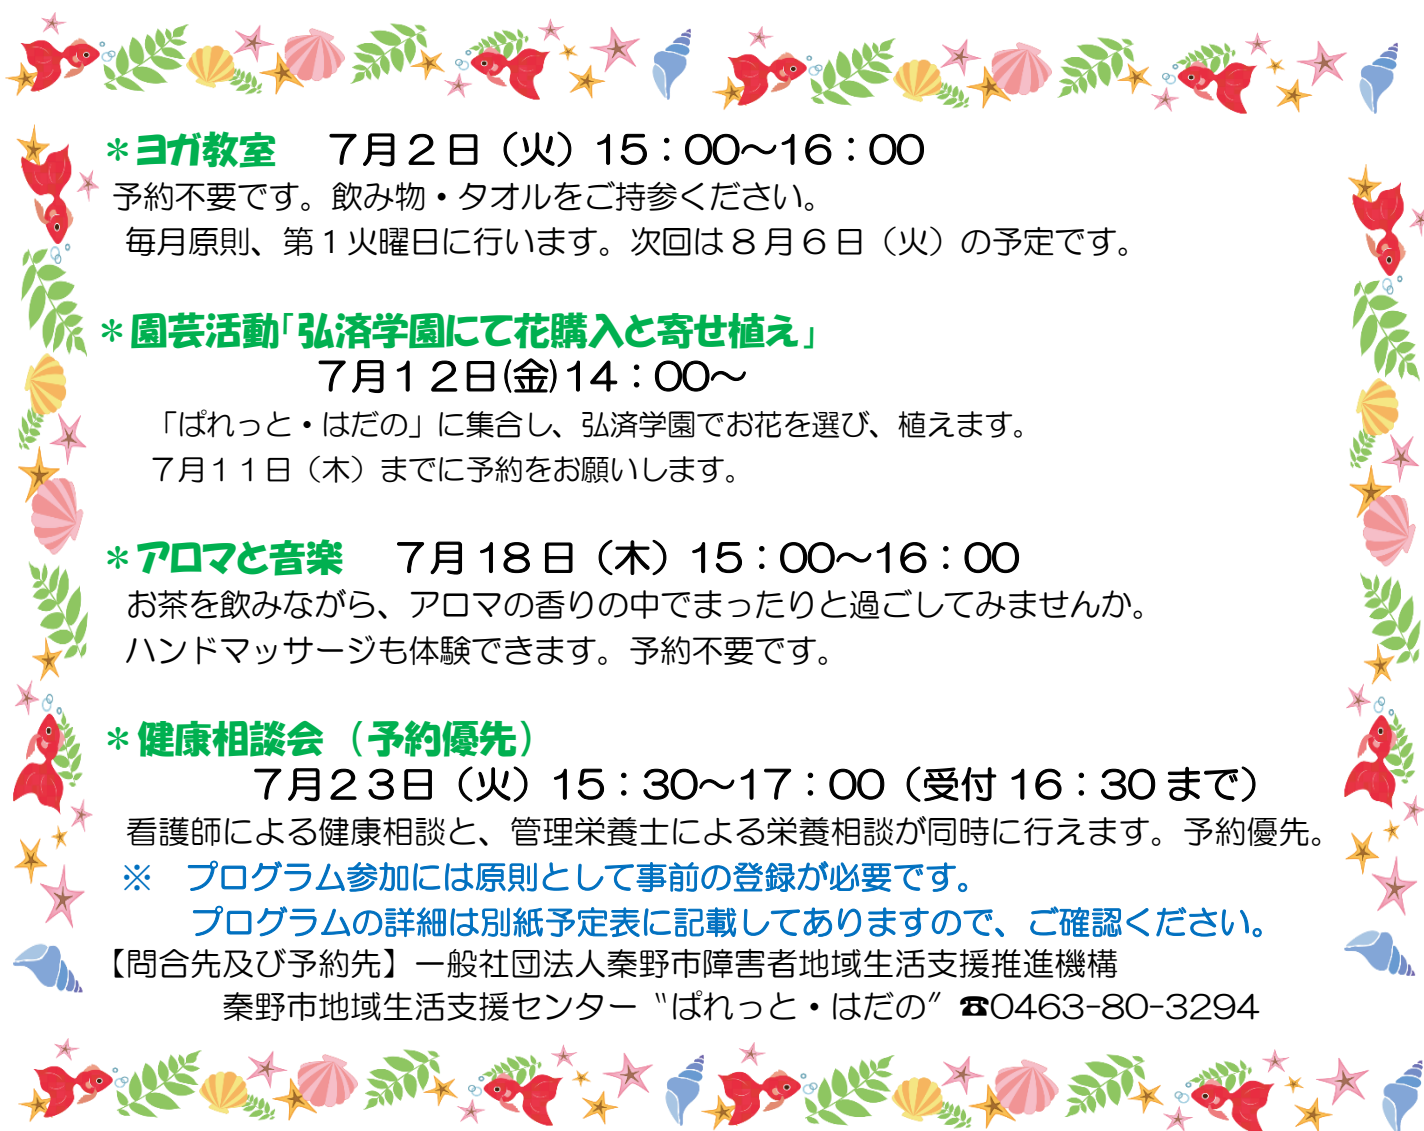 ＊ヨガ教室　７月２日（火）15：00～16：00
予約不要です。飲み物・タオルをご持参ください。
毎月原則、第１火曜日に行います。次回は８月６日（火）の予定です。
＊園芸活動「弘済学園にて花購入と寄せ植え」
７月１２日(金)14：00～
「ぱれっと・はだの」に集合し、弘済学園でお花を選び、植えます。
７月１１日（木）までに予約をお願いします。
＊アロマと音楽　７月18日（木）15：00～16：00
お茶を飲みながら、アロマの香りの中でまったりと過ごしてみませんか。
ハンドマッサージも体験できます。予約不要です。
＊健康相談会（予約優先）
７月２３日（火）15：30～17：00（受付16：30まで）
看護師による健康相談と、管理栄養士による栄養相談が同時に行えます。予約優先。
※　プログラム参加には原則として事前の登録が必要です。
プログラムの詳細は別紙予定表に記載してありますので、ご確認ください。
【問合先及び予約先】一般社団法人秦野市障害者地域生活支援推進機構
秦野市地域生活支援センター〝ぱれっと・はだの〞☎0463-80-3294